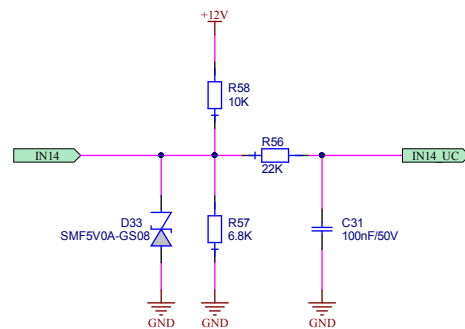 +12V
R58
10K
IN14
R56
22K
IN14_UC
D33
SMF5V0A-GS08
R57
6.8K
C31
100nF/50V
GND
GND
GND